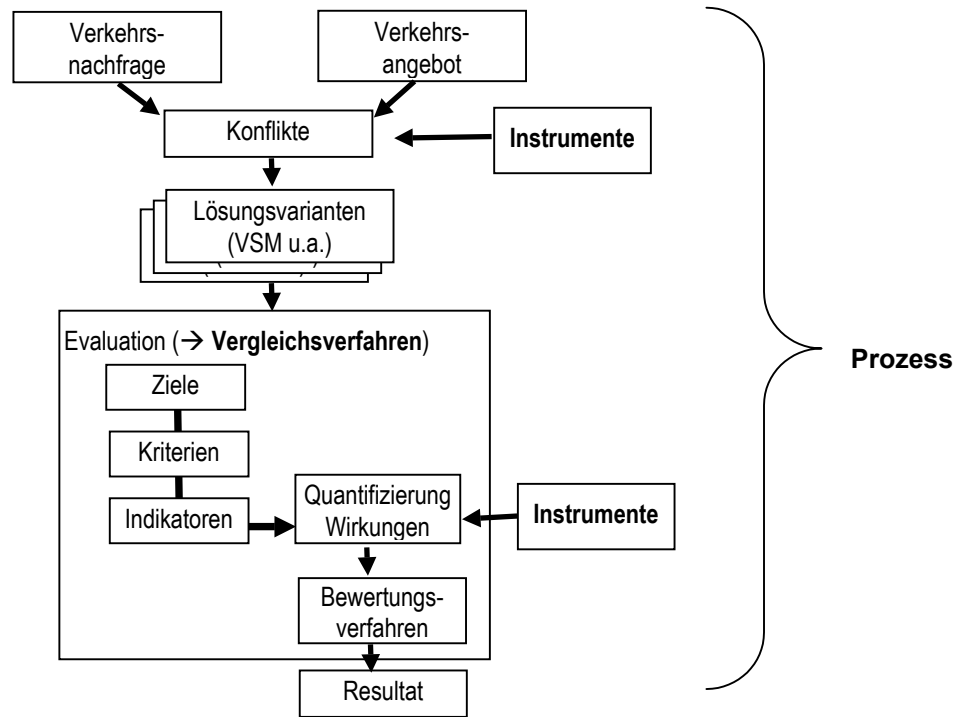 Verkehrs-
nachfrage
Verkehrs-
angebot
Konflikte
Instrumente
Lösungsvarianten
(VSM u.a.)
Evaluation (→ Vergleichsverfahren)
Ziele
Kriterien
Indikatoren
Quantifizierung
Wirkungen
Instrumente
Bewertungs-
verfahren
Resultat
Prozess